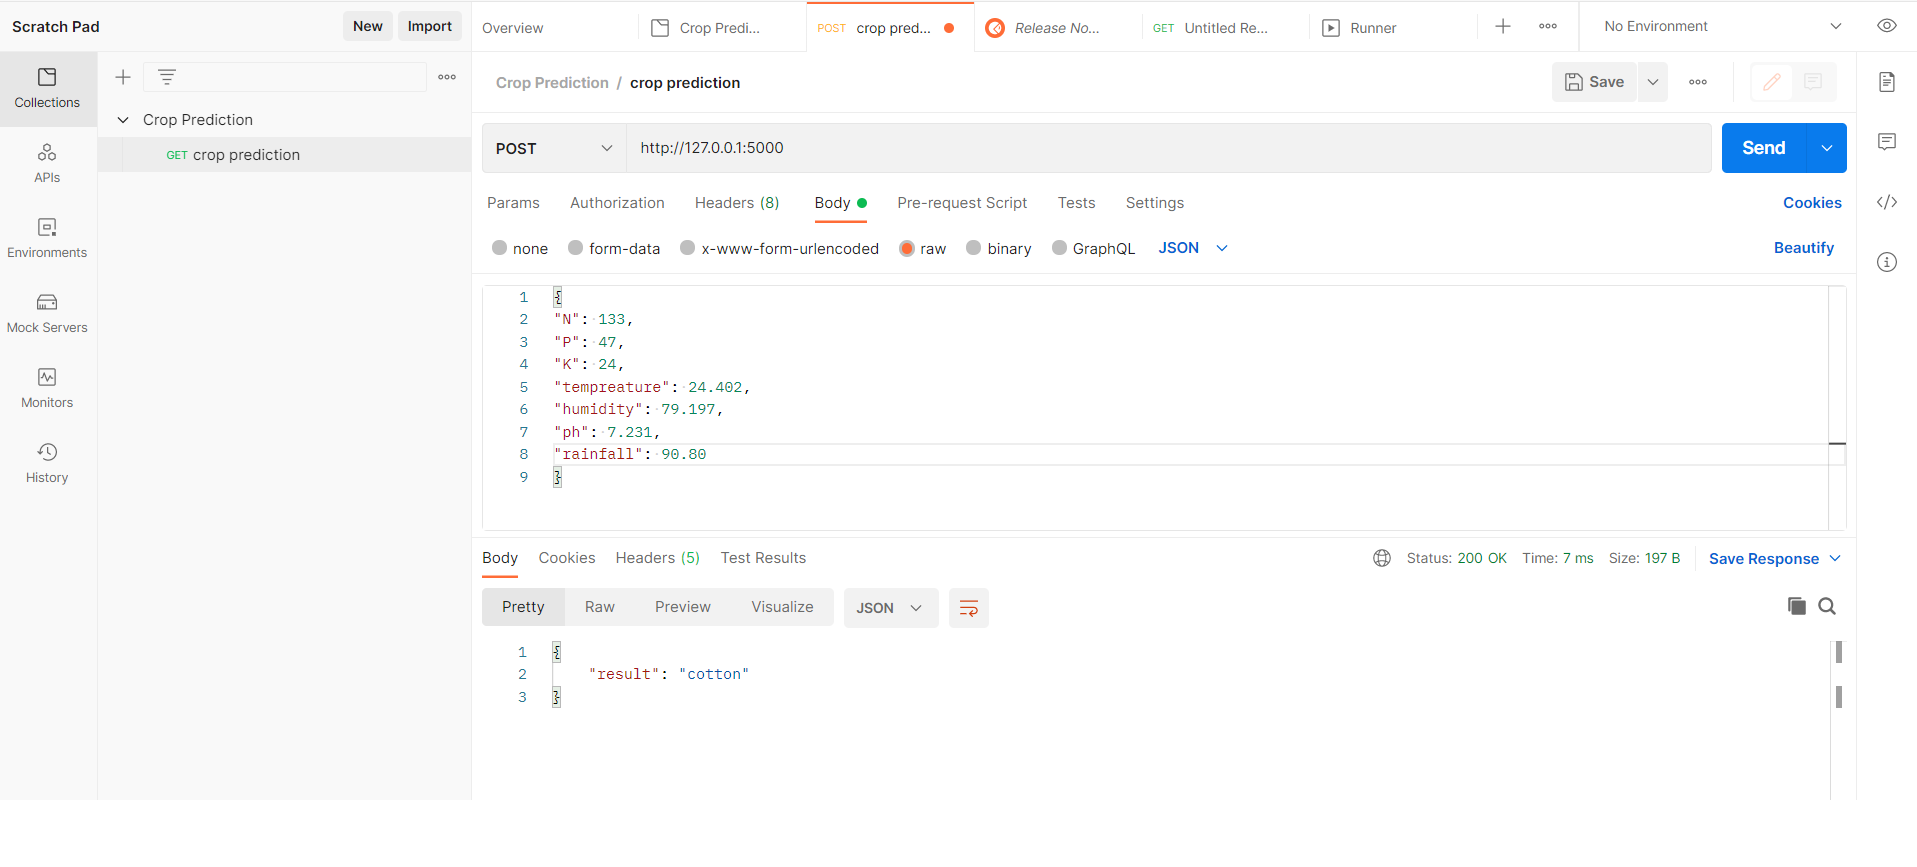 Scratch Pad New Import Overview Crop Predi... POST crop pred... Release No... GET Untitled Re... Runner No Environment
Collections
APIs
Environments
Mock Servers
Monitors
History
Crop Prediction
GET crop prediction
Crop Prediction / crop prediction Save
POST http://127.0.0.1:5000 Send
Params Authorization Headers (8) Body Pre-request Script Tests Settings Cookies
none form-data x-www-form-urlencoded raw binary GraphQL JSON Beautify
1 {
2 "N": 133,
3 "P": 47,
4 "K": 24,
5 "tempreature": 24.402,
6 "humidity": 79.197,
7 "ph": 7.231,
8 "rainfall": 90.80
9 }
Body Cookies Headers (5) Test Results Status: 200 OK Time: 7 ms Size: 197 B Save Response
Pretty Raw Preview Visualize JSON
1 {
2 "result": "cotton"
3 }